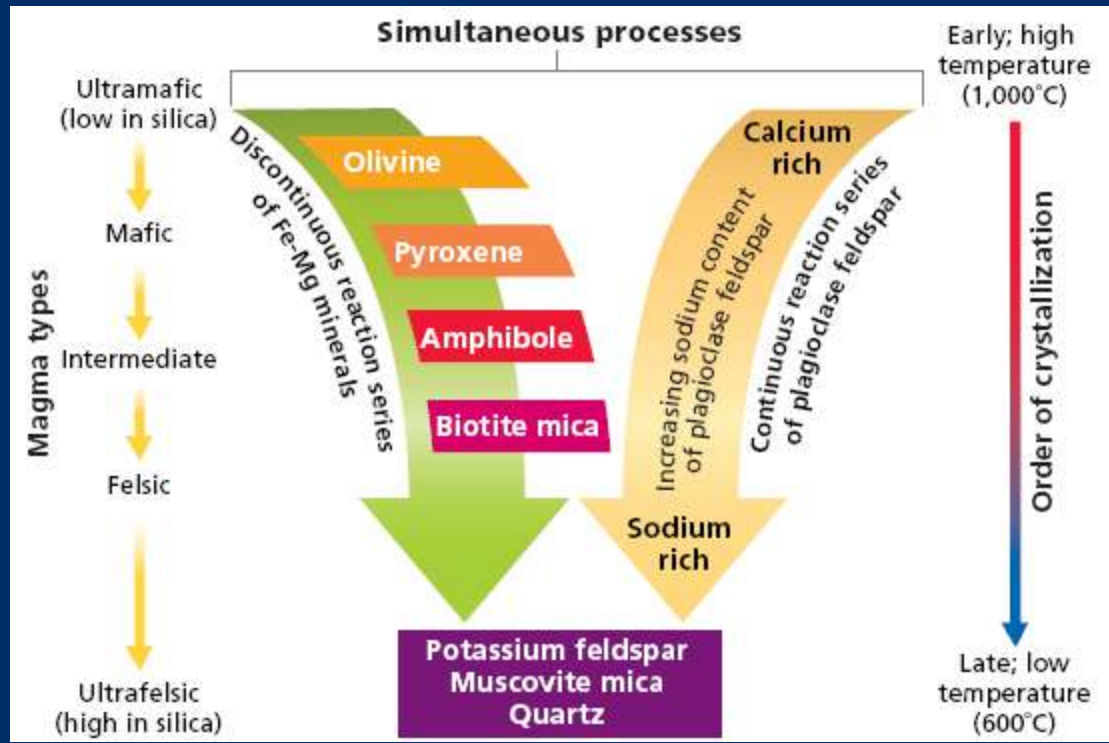 Simultaneous processes
Early; high
temperature
(1,000°C)
Ultramafic
(low in silica)
Mafic
Intermediate
Felsic
Ultrafelsic
(high in silica)
Magma types
Discontinuous reaction series
of Fe-Mg minerals
Olivine
Pyroxene
Amphibole
Biotite mica
Calcium
rich
Increasing sodium content
of plagioclase feldspar
Continuous reaction series
of plagioclase feldspar
Sodium
rich
Potassium feldspar
Muscovite mica
Quartz
Order of crystallization
Late; low
temperature
(600°C)